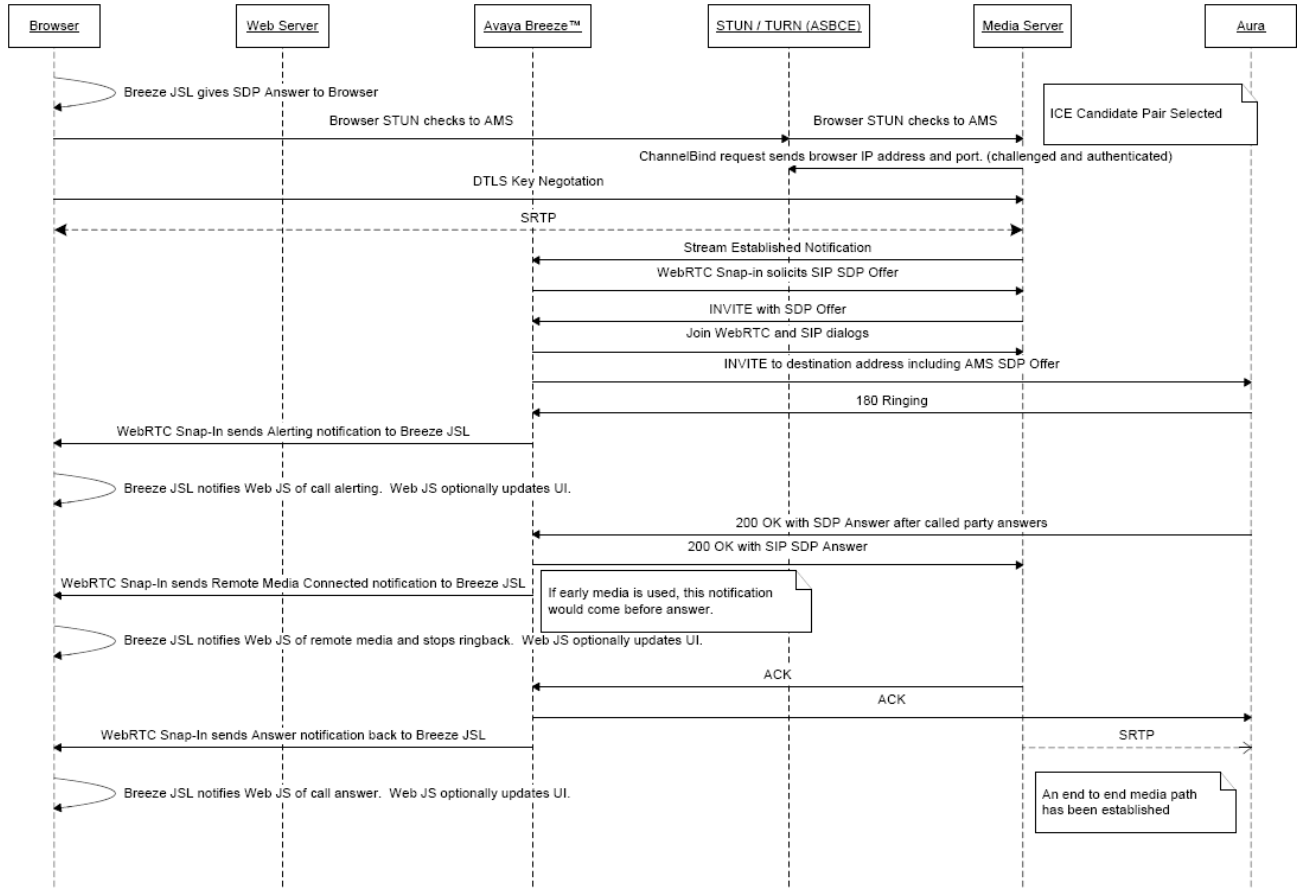 Browser
Web Server
Avaya Breeze™
STUN / TURN (ASBCE)
Media Server
Aura
Breeze JSL gives SDP Answer to Browser
ICE Candidate Pair Selected
Browser STUN checks to AMS
Browser STUN checks to AMS
ChannelBind request sends browser IP address and port. (challenged and authenticated)
DTLS Key Negotation
SRTP
Stream Established Notification
WebRTC Snap-in solicits SIP SDP Offer
INVITE with SDP Offer
Join WebRTC and SIP dialogs
INVITE to destination address including AMS SDP Offer
180 Ringing
WebRTC Snap-In sends Alerting notification to Breeze JSL
Breeze JSL notifies Web JS of call alerting. Web JS optionally updates UI.
200 OK with SDP Answer after called party answers
200 OK with SIP SDP Answer
WebRTC Snap-In sends Remote Media Connected notification to Breeze JSL
If early media is used, this notification
would come before answer.
Breeze JSL notifies Web JS of remote media and stops ringback. Web JS optionally updates UI.
ACK
ACK
WebRTC Snap-In sends Answer notification back to Breeze JSL
SRTP
Breeze JSL notifies Web JS of call answer. Web JS optionally updates UI.
An end to end media path
has been established